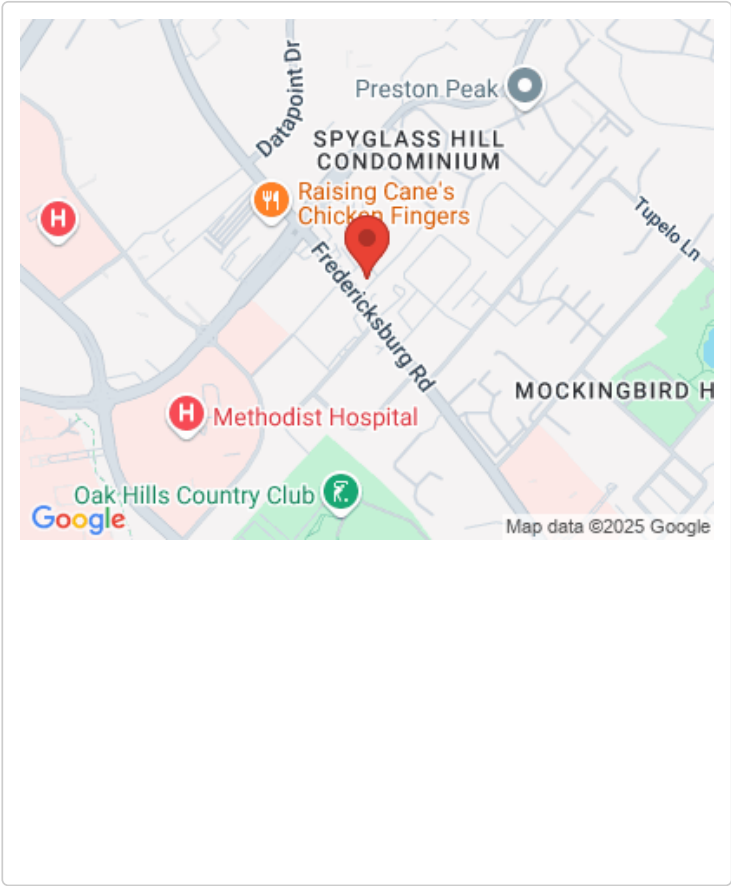 Datapoint Dr
Preston Peak
SPYGLASS HILL
CONDOMINIUM
Raising Cane's
Chicken Fingers
H
Tupelo Ln
Fredericksburg Rd
MOCKINGBIRD H
H
Methodist Hospital
Oak Hills Country Club
Google
Map data ©2025 Google